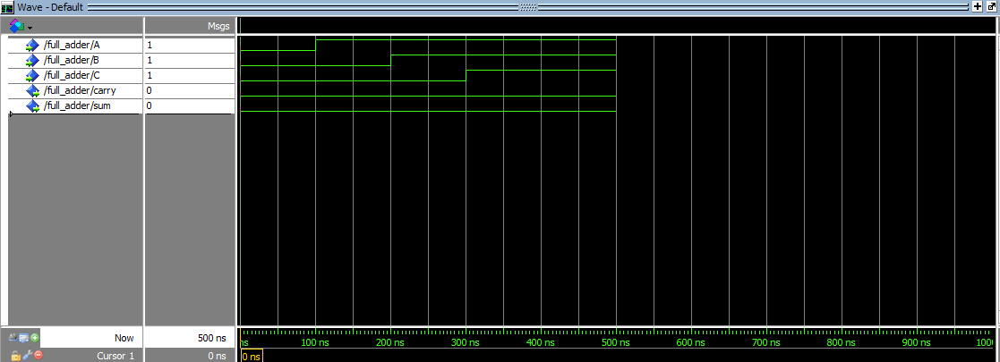 Wave - Default
Msgs
/full_adder/A 1
/full_adder/B 1
/full_adder/C 1
/full_adder/carry 0
/full_adder/sum 0
Now 500 ns ns 100 ns 200 ns 300 ns 400 ns 500 ns 600 ns 700 ns 800 ns 900 ns 1000
Cursor 1 0 ns 0 ns